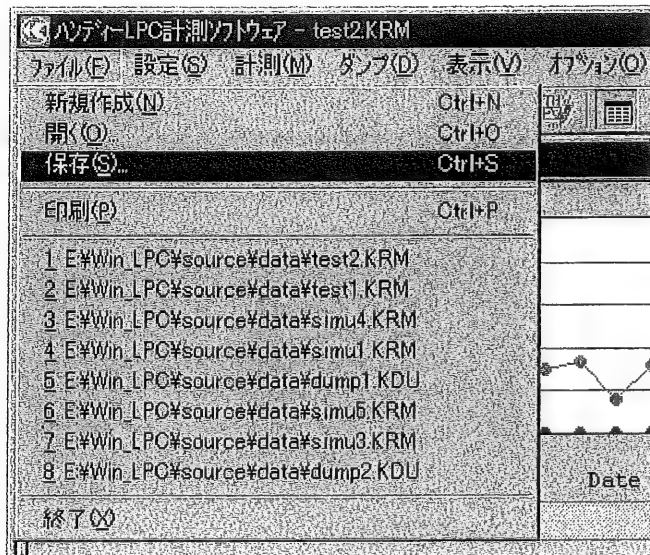 ハンディーLPC計測ソフトウェア - test2.KRM
ファイル(F) 設定(S) 計測(M) ダンプ(D) 表示(V) オプション(O)
新規作成(N) Ctrl+N
開く(O)... Ctrl+O
保存(S)... Ctrl+S
印刷(P) Ctrl+P
1 E¥Win_LPC¥source¥data¥test2.KRM
2 E¥Win_LPC¥source¥data¥test1.KRM
3 E¥Win_LPC¥source¥data¥simu4.KRM
4 E¥Win_LPC¥source¥data¥simu1.KRM
5 E¥Win_LPC¥source¥data¥dump1.KDU
6 E¥Win_LPC¥source¥data¥simu5.KRM
7 E¥Win_LPC¥source¥data¥simu3.KRM
8 E¥Win_LPC¥source¥data¥dump2.KDU
Date
終了(X)